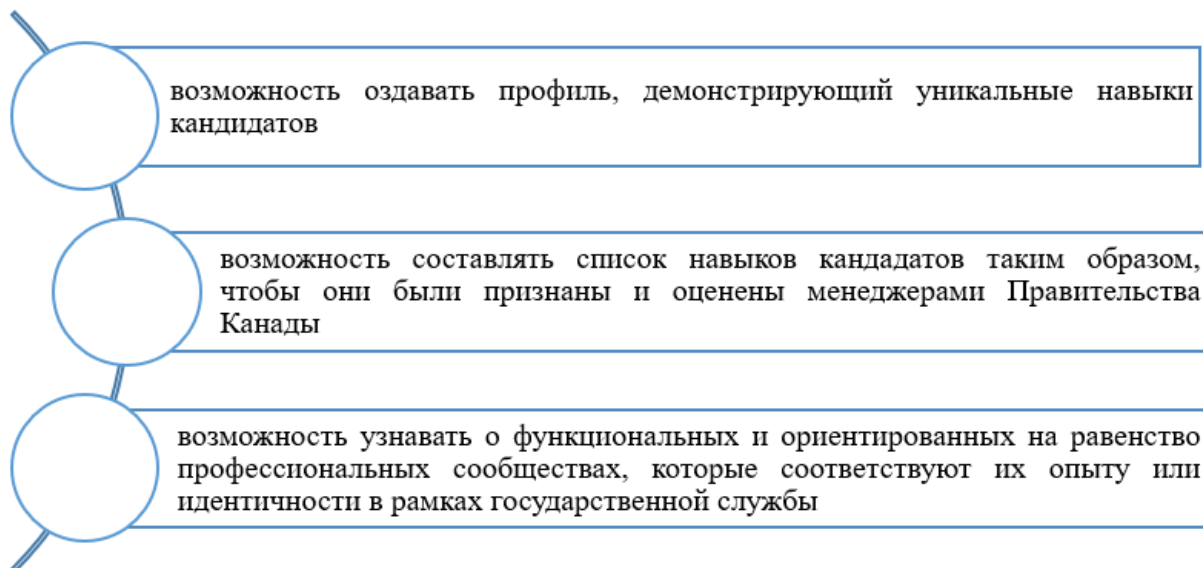 возможность оздавать профиль, демонстрирующий уникальные навыки
кандидатов
возможность составлять список навыков кандадатов таким образом,
чтобы они были признаны и оценены менеджерами Правительства
Канады
возможность узнавать о функциональных и ориентированных на равенство
профессиональных сообществах, которые соответствуют их опыту или
идентичности в рамках государственной службы